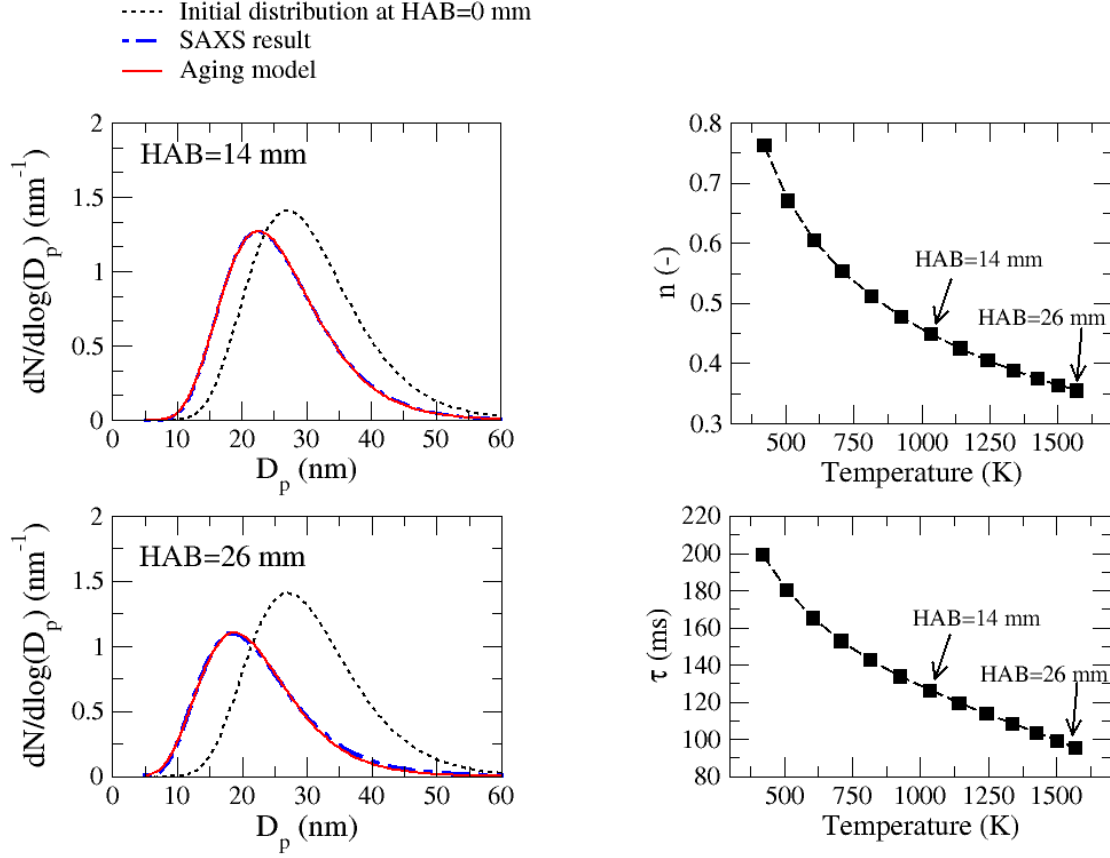 Initial distribution at HAB=0 mm
SAXS result
Aging model
2
1.5
1
0.5
0
dN/dlog(D_p) (nm^-1)
HAB=14 mm
0 10 20 30 40 50 60
D_p (nm)
0.8
0.7
0.6
0.5
0.4
0.3
n (-)
HAB=14 mm
HAB=26 mm
500 750 1000 1250 1500
Temperature (K)
2
1.5
1
0.5
0
dN/dlog(D_p) (nm^-1)
HAB=26 mm
0 10 20 30 40 50 60
D_p (nm)
220
200
180
160
140
120
100
80
τ (ms)
HAB=14 mm
HAB=26 mm
500 750 1000 1250 1500
Temperature (K)